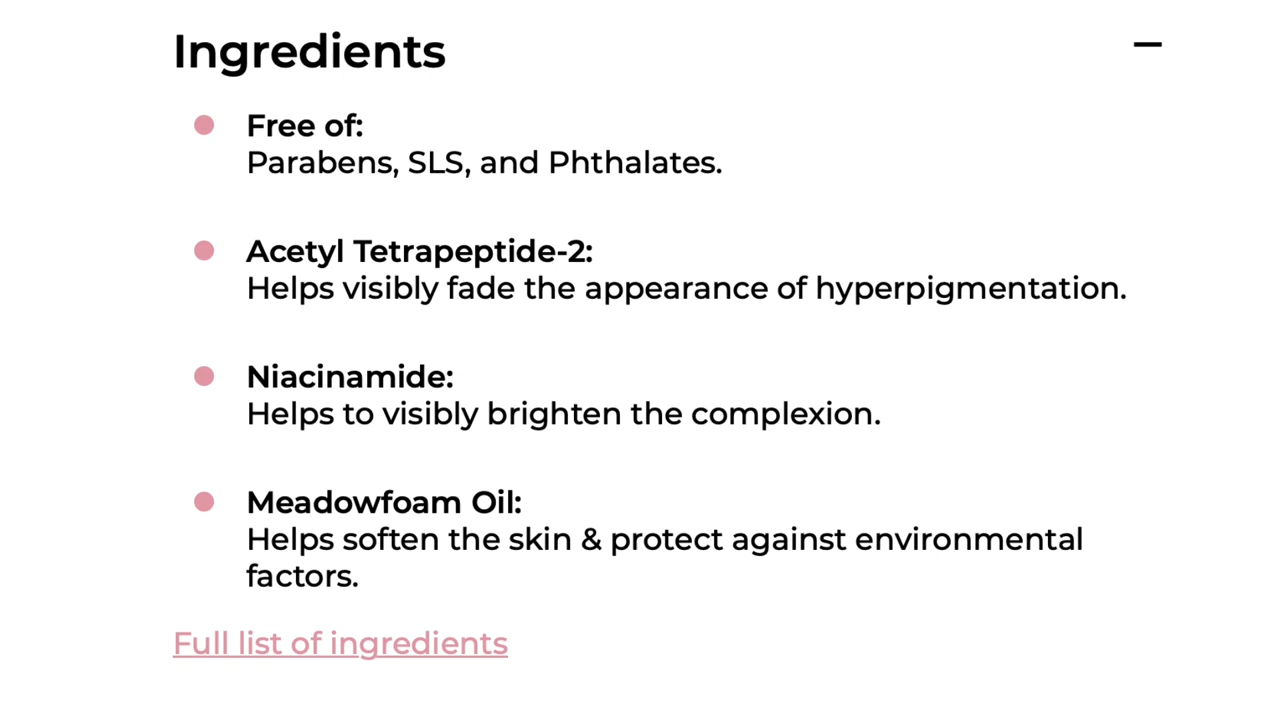 Ingredients
Free of:
Parabens, SLS, and Phthalates.
Acetyl Tetrapeptide-2:
Helps visibly fade the appearance of hyperpigmentation.
Niacinamide:
Helps to visibly brighten the complexion.
Meadowfoam Oil:
Helps soften the skin & protect against environmental
factors.
Full list of ingredients